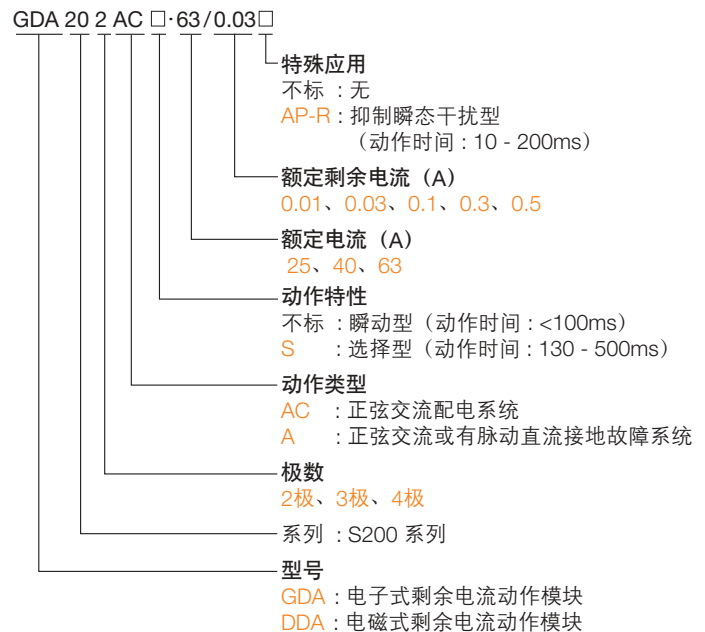 GDA 20 2 AC □·63/0.03□
特殊应用
不标 : 无
AP-R : 抑制瞬态干扰型
（动作时间 : 10 - 200ms）
额定剩余电流（A）
0.01、0.03、0.1、0.3、0.5
额定电流（A）
25、40、63
动作特性
不标 : 瞬动型（动作时间 : <100ms）
S : 选择型（动作时间 : 130 - 500ms）
动作类型
AC : 正弦交流配电系统
A : 正弦交流或有脉动直流接地故障系统
极数
2极、3极、4极
系列 : S200 系列
型号
GDA : 电子式剩余电流动作模块
DDA : 电磁式剩余电流动作模块